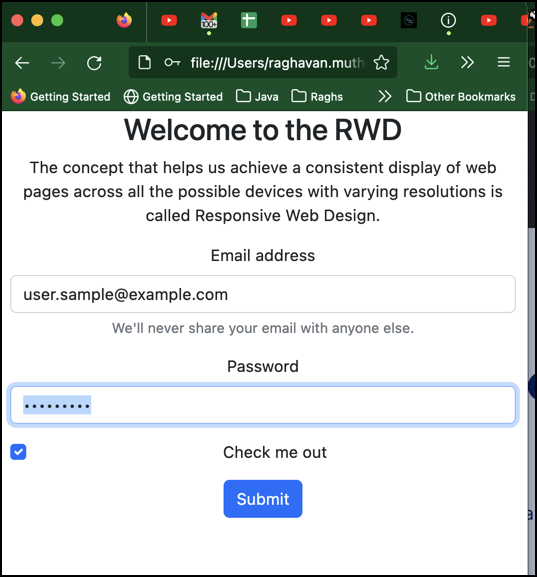 100+
file:///Users/raghavan.muth
Getting Started
Getting Started
Java
Raghs
Other Bookmarks
Welcome to the RWD
The concept that helps us achieve a consistent display of web
pages across all the possible devices with varying resolutions is
called Responsive Web Design.
Email address
user.sample@example.com
We'll never share your email with anyone else.
Password
•••••••••
Check me out
Submit